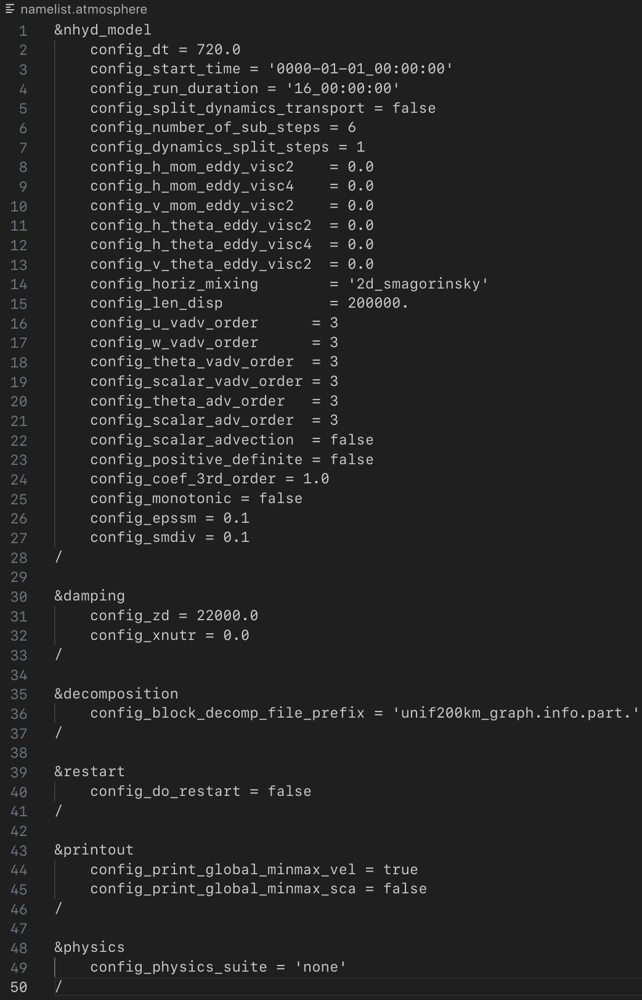 namelist.atmosphere
1 &nhyd_model
2     config_dt = 720.0
3     config_start_time = '0000-01-01_00:00:00'
4     config_run_duration = '16_00:00:00'
5     config_split_dynamics_transport = false
6     config_number_of_sub_steps = 6
7     config_dynamics_split_steps = 1
8     config_h_mom_eddy_visc2    = 0.0
9     config_h_mom_eddy_visc4    = 0.0
10     config_v_mom_eddy_visc2    = 0.0
11     config_h_theta_eddy_visc2  = 0.0
12     config_h_theta_eddy_visc4  = 0.0
13     config_v_theta_eddy_visc2  = 0.0
14     config_horiz_mixing        = '2d_smagorinsky'
15     config_len_disp            = 200000.
16     config_u_vadv_order      = 3
17     config_w_vadv_order      = 3
18     config_theta_vadv_order  = 3
19     config_scalar_vadv_order = 3
20     config_theta_adv_order   = 3
21     config_scalar_adv_order  = 3
22     config_scalar_advection  = false
23     config_positive_definite = false
24     config_coef_3rd_order = 1.0
25     config_monotonic = false
26     config_epssm = 0.1
27     config_smdiv = 0.1
28 /
29
30 &damping
31     config_zd = 22000.0
32     config_xnutr = 0.0
33 /
34
35 &decomposition
36     config_block_decomp_file_prefix = 'unif200km_graph.info.part.'
37 /
38
39 &restart
40     config_do_restart = false
41 /
42
43 &printout
44     config_print_global_minmax_vel = true
45     config_print_global_minmax_sca = false
46 /
47
48 &physics
49     config_physics_suite = 'none'
50 /